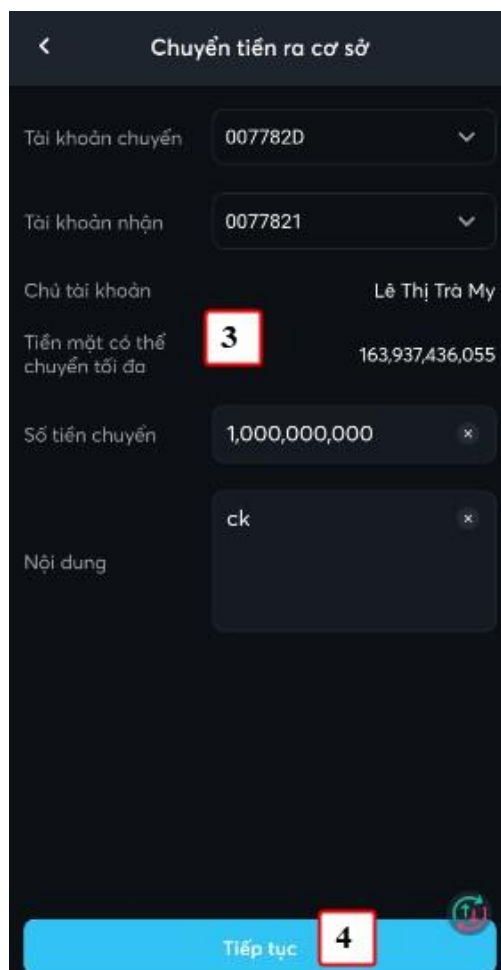 Chuyển tiền ra cơ sở
Tài khoản chuyển 007782D
Tài khoản nhận 0077821
Chủ tài khoản Lê Thị Trà My
Tiền mặt có thể
chuyển tối đa 3 163,937,436,055
Số tiền chuyển 1,000,000,000
ck
Nội dung
Tiếp tục 4